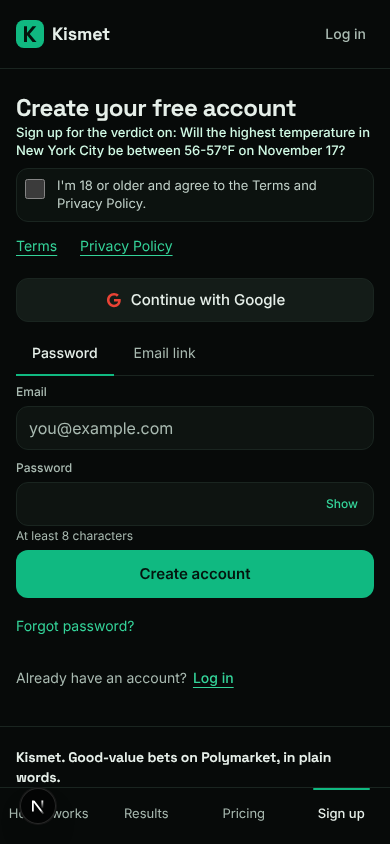 K Kismet
Log in
Create your free account
Sign up for the verdict on: Will the highest temperature in
New York City be between 56-57°F on November 17?
I'm 18 or older and agree to the Terms and
Privacy Policy.
Terms Privacy Policy
G Continue with Google
Password Email link
Email
you@example.com
Password
Show
At least 8 characters
Create account
Forgot password?
Already have an account? Log in
Kismet. Good-value bets on Polymarket, in plain
words.
N
works Results Pricing Sign up